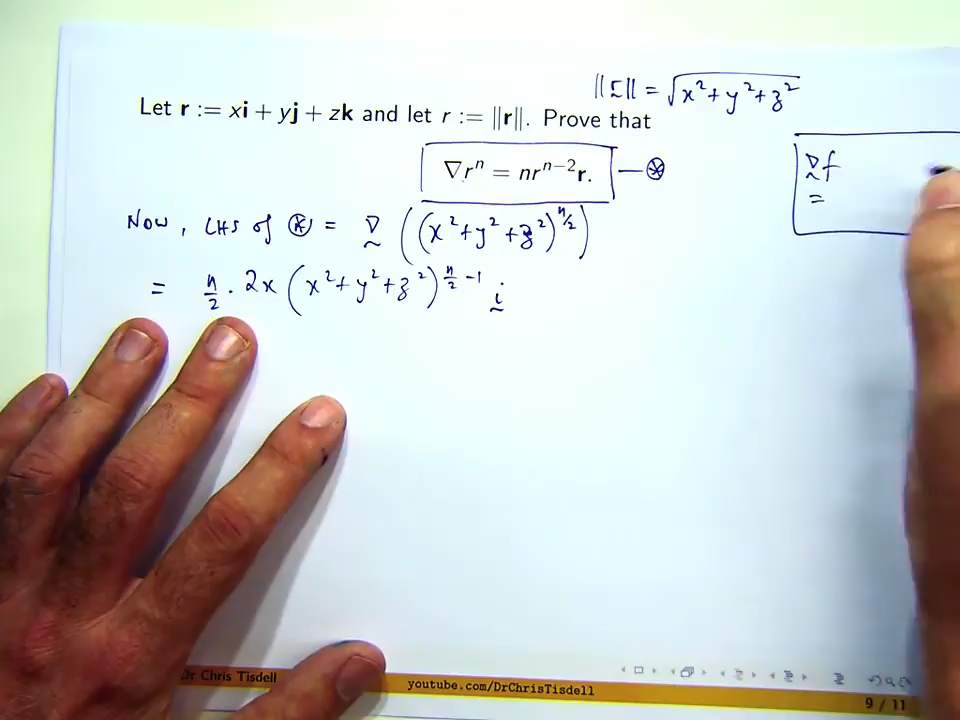 ‖r‖ = √(x² + y² + z²)
Let r := xi + yj + zk and let r := ‖r‖. Prove that
∇rⁿ = nrⁿ⁻²r. — ⊛
∇f
=
Now, LHS of ⊛ = ∇ ((x² + y² + z²)^(n/2))
= n/2 · 2x (x² + y² + z²)^(n/2 - 1) i
Dr Chris Tisdell
youtube.com/DrChrisTisdell
9 / 11